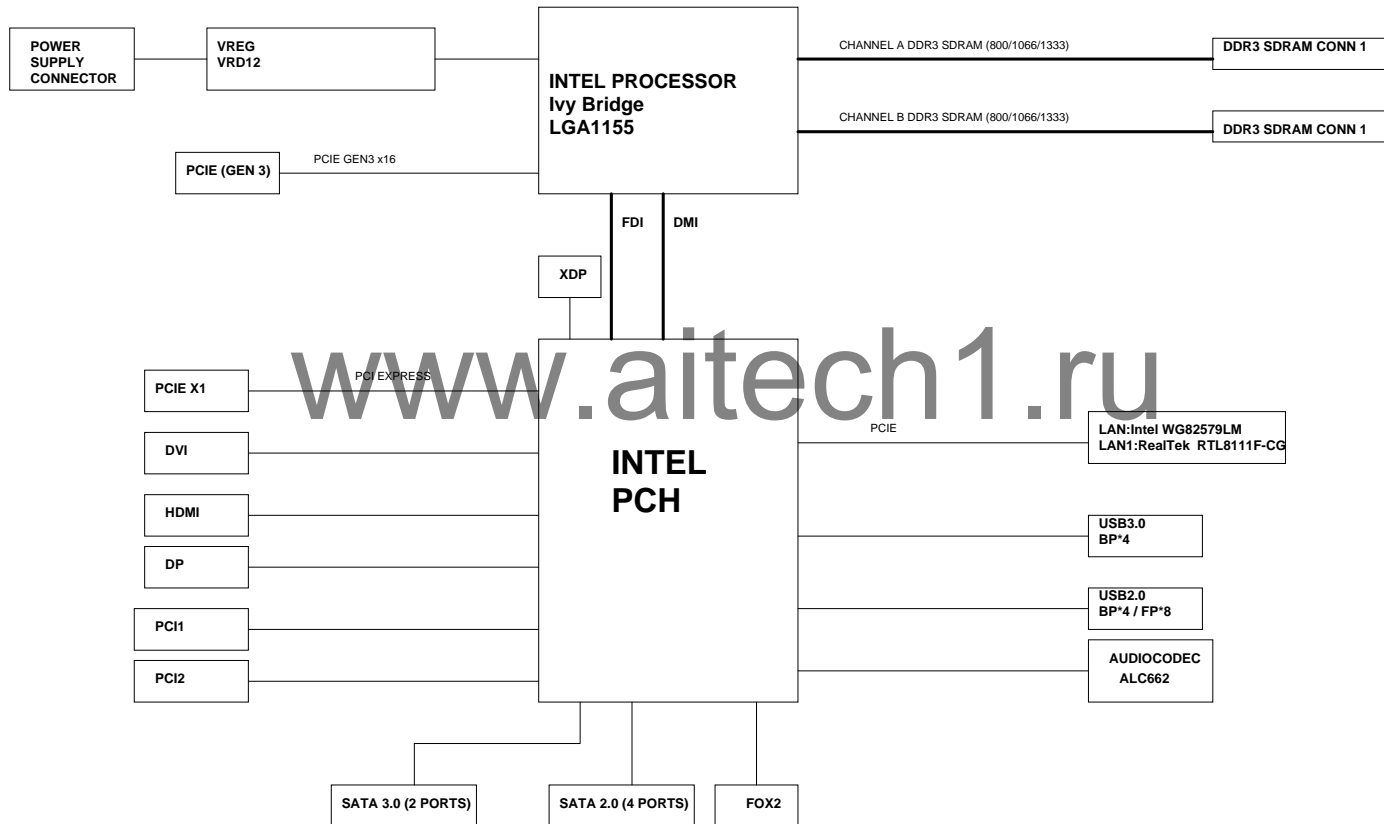 POWER
SUPPLY
CONNECTOR
VREG
VRD12
INTEL PROCESSOR
Ivy Bridge
LGA1155
CHANNEL A DDR3 SDRAM (800/1066/1333)
DDR3 SDRAM CONN 1
CHANNEL B DDR3 SDRAM (800/1066/1333)
DDR3 SDRAM CONN 1
PCIE (GEN 3)
PCIE GEN3 x16
FDI
DMI
XDP
www.aitech1.ru
PCIE X1
PCI EXPRESS
DVI
HDMI
DP
PCI1
PCI2
INTEL
PCH
PCIE
LAN:Intel WG82579LM
LAN1:RealTek RTL8111F-CG
USB3.0
BP*4
USB2.0
BP*4 / FP*8
AUDIOCODEC
ALC662
SATA 3.0 (2 PORTS)
SATA 2.0 (4 PORTS)
FOX2